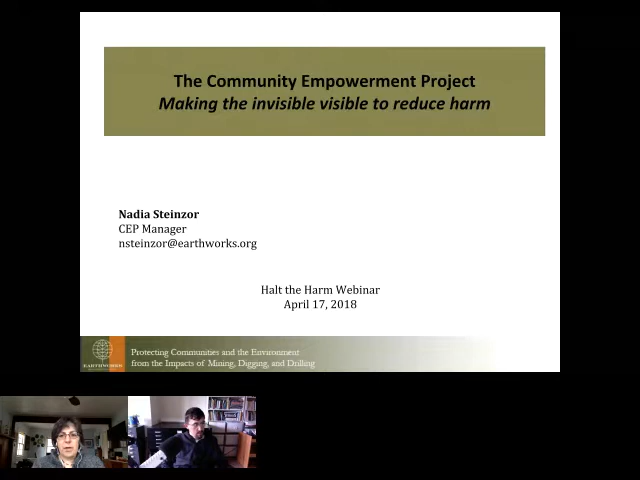 The Community Empowerment Project
Making the invisible visible to reduce harm
Nadia Steinzor
CEP Manager
nsteinzor@earthworks.org
Halt the Harm Webinar
April 17, 2018
EARTHWORKS
Protecting Communities and the Environment
from the Impacts of Mining, Digging, and Drilling